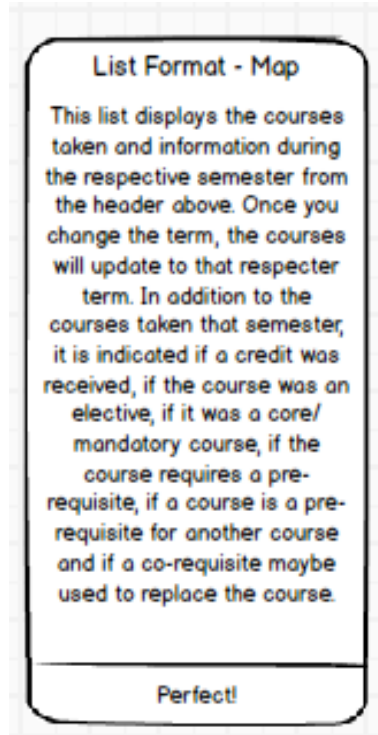 List Format - Map
This list displays the courses
taken and information during
the respective semester from
the header above. Once you
change the term, the courses
will update to that respecter
term. In addition to the
courses taken that semester,
it is indicated if a credit was
received, if the course was an
elective, if it was a core/
mandatory course, if the
course requires a pre-
requisite, if a course is a pre-
requisite for another course
and if a co-requisite maybe
used to replace the course.
Perfect!